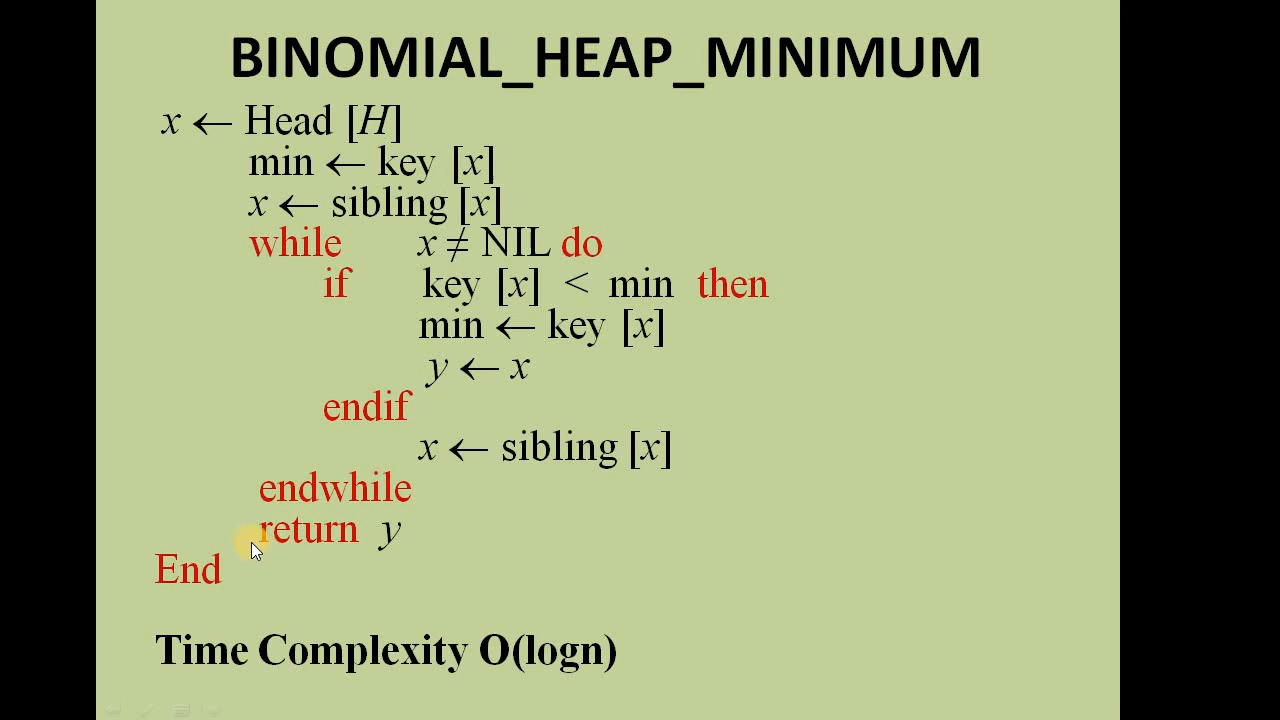 BINOMIAL_HEAP_MINIMUM
x ← Head [H]
min ← key [x]
x ← sibling [x]
while x ≠ NIL do
if key [x] < min then
min ← key [x]
y ← x
endif
x ← sibling [x]
endwhile
return y
End
Time Complexity O(logn)